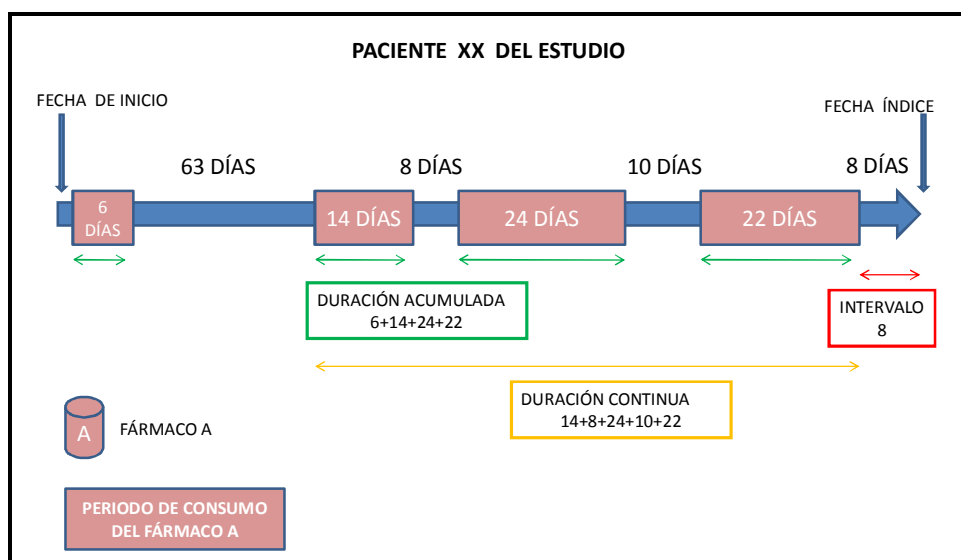 PACIENTE XX DEL ESTUDIO
FECHA DE INICIO
FECHA ÍNDICE
63 DÍAS
8 DÍAS
10 DÍAS
8 DÍAS
6
DÍAS
14 DÍAS
24 DÍAS
22 DÍAS
DURACIÓN ACUMULADA
6+14+24+22
INTERVALO
8
DURACIÓN CONTINUA
14+8+24+10+22
A
FÁRMACO A
PERIODO DE CONSUMO
DEL FÁRMACO A